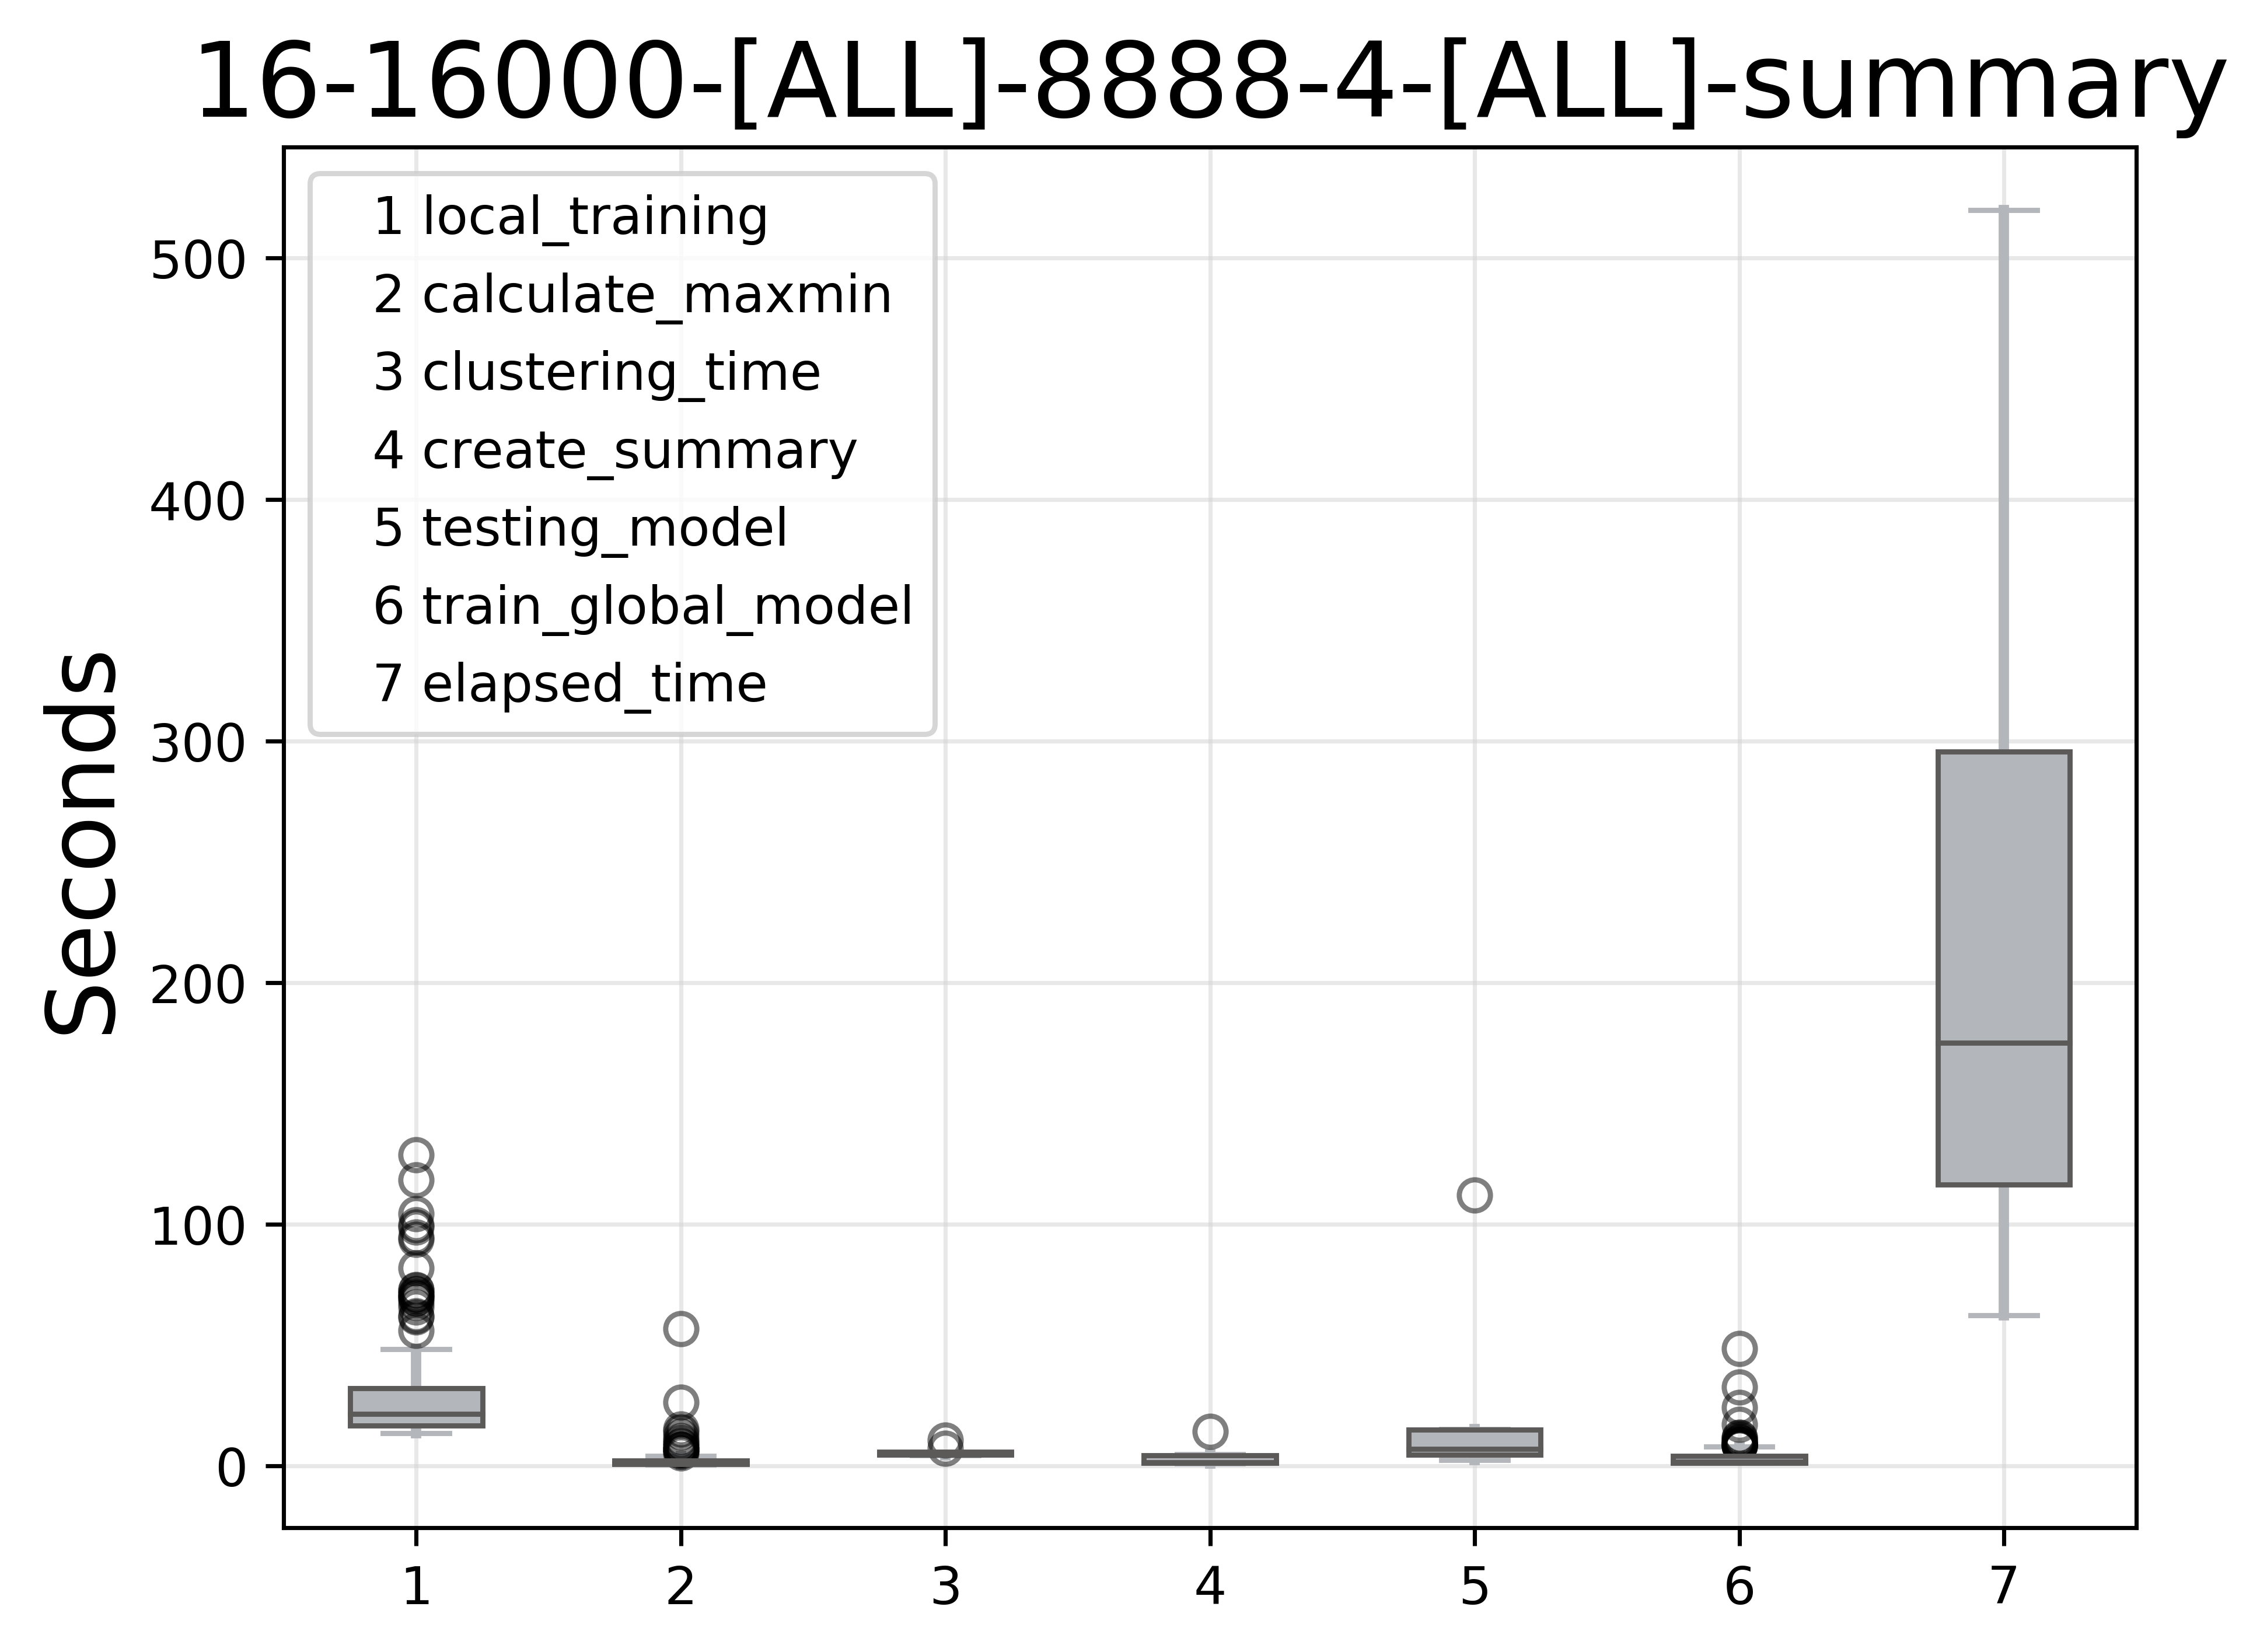 16-16000-[ALL]-8888-4-[ALL]-summary
1 local_training
2 calculate_maxmin
3 clustering_time
4 create_summary
5 testing_model
6 train_global_model
7 elapsed_time
Seconds
500
400
300
200
100
0
1 2 3 4 5 6 7